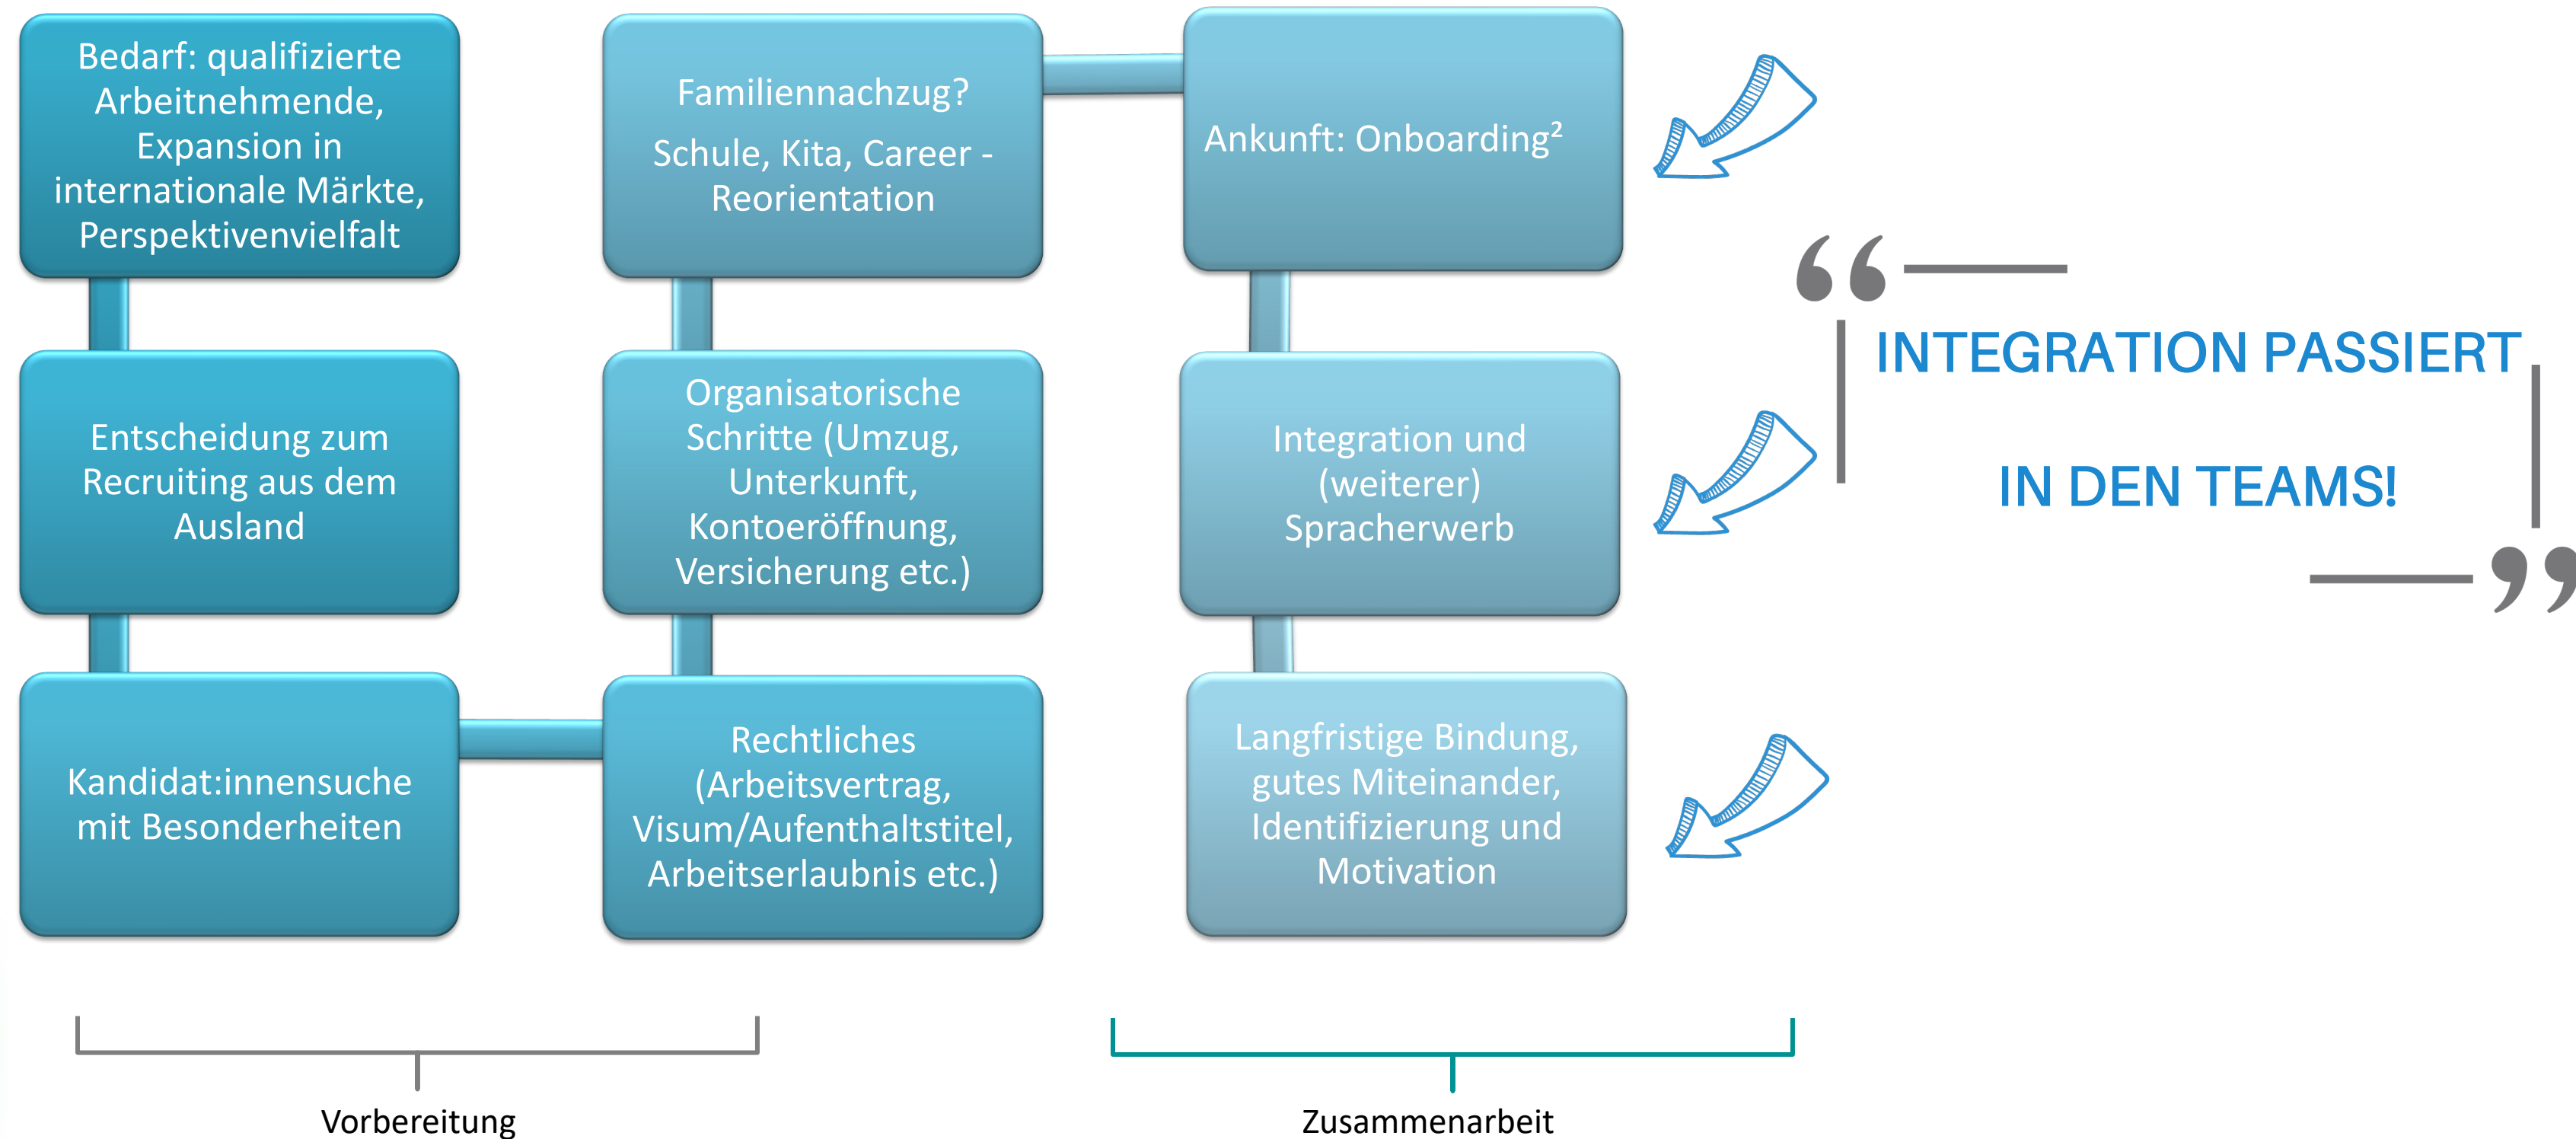 Bedarf: qualifizierte
Arbeitnehmende,
Expansion in
internationale Märkte,
Perspektivenvielfalt
Entscheidung zum
Recruiting aus dem
Ausland
Kandidat:innensuche
mit Besonderheiten
Rechtliches
(Arbeitsvertrag,
Visum/Aufenthaltstitel,
Arbeitserlaubnis etc.)
Organisatorische
Schritte (Umzug,
Unterkunft,
Kontoeröffnung,
Versicherung etc.)
Familiennachzug?
Schule, Kita, Career -
Reorientation
Ankunft: Onboarding²
Integration und
(weiterer)
Spracherwerb
Langfristige Bindung,
gutes Miteinander,
Identifizierung und
Motivation
“
INTEGRATION PASSIERT
IN DEN TEAMS!
”
Vorbereitung
Zusammenarbeit